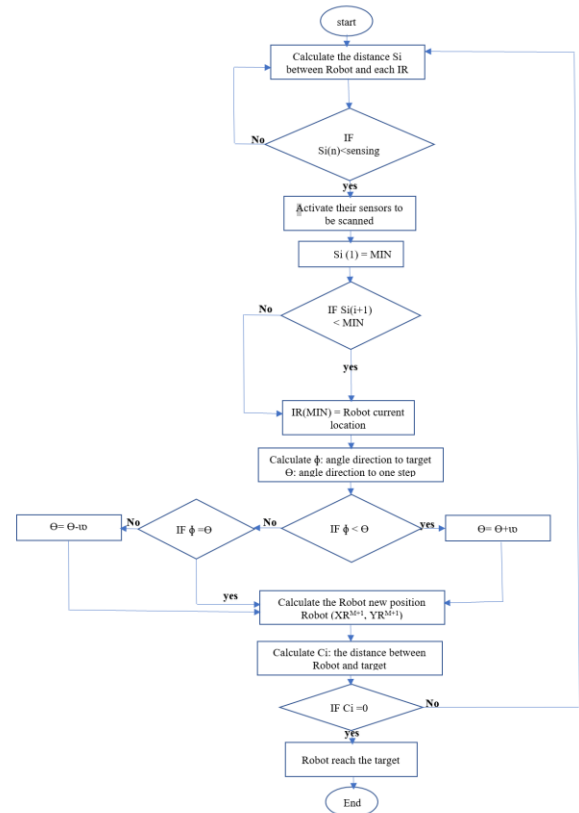 start
Calculate the distance Si
between Robot and each IR
IF
Si(n)<sensing
No
yes
Activate their sensors to
be scanned
Si (1) = MIN
No
IF Si(i+1)
< MIN
yes
IR(MIN) = Robot current
location
Calculate ϕ: angle direction to target
Ө: angle direction to one step
Ө= Ө-ɩɒ
No
IF ϕ =Ө
No
IF ϕ < Ө
yes
Ө= Ө+ɩɒ
yes
Calculate the Robot new position
Robot (XRᴹ⁺¹, YRᴹ⁺¹)
Calculate Ci: the distance between
Robot and target
IF Ci =0
No
yes
Robot reach the target
End